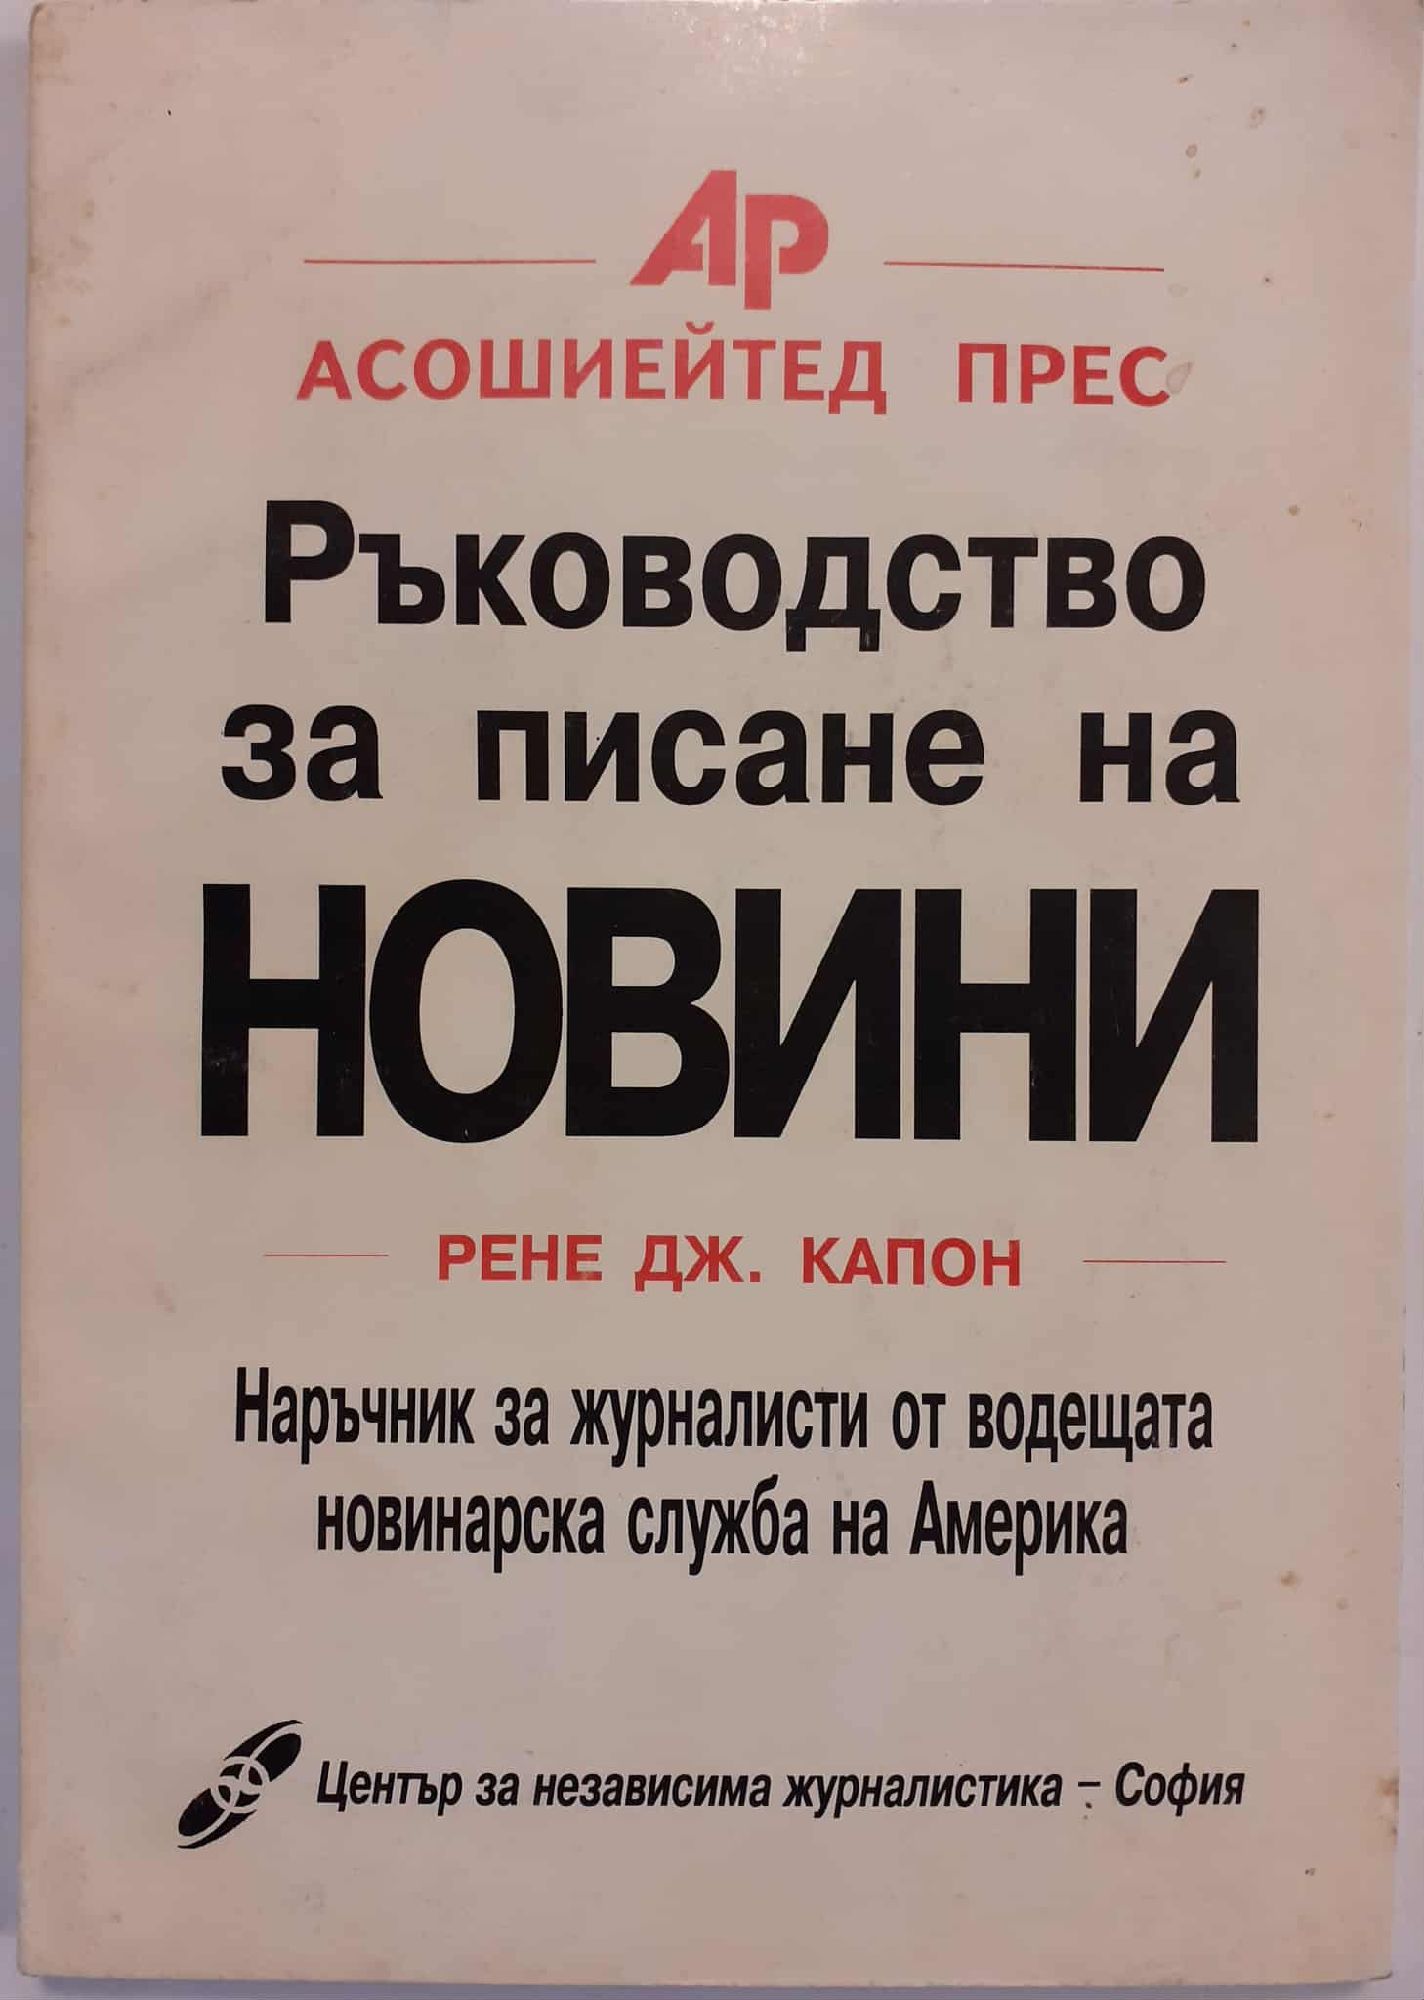 AP
АСОШИЕЙТЕД ПРЕС
Ръководство
за писане на
НОВИНИ
РЕНЕ ДЖ. КАПОН
Наръчник за журналисти от водещата
новинарска служба на Америка
Център за независима журналистика – София